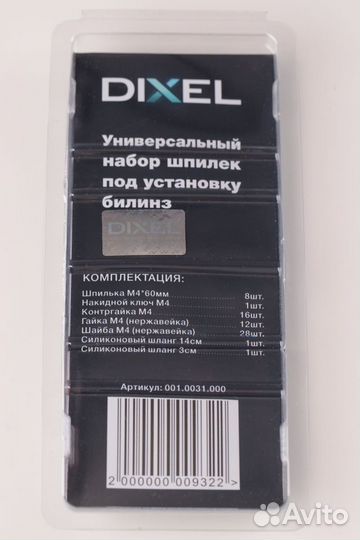 DIXEL
Универсальный
набор шпилек
под установку
билинз
DIXEL
КОМПЛЕКТАЦИЯ:
Шпилька М4*60мм 8шт.
Накидной ключ М4 1шт.
Контргайка М4 16шт.
Гайка М4 (нержавейка) 12шт.
Шайба М4 (нержавейка) 28шт.
Силиконовый шланг 14см 1шт.
Силиконовый шланг 3см 1шт.
Артикул: 001.0031.000
2 000000 009322 >
Avito